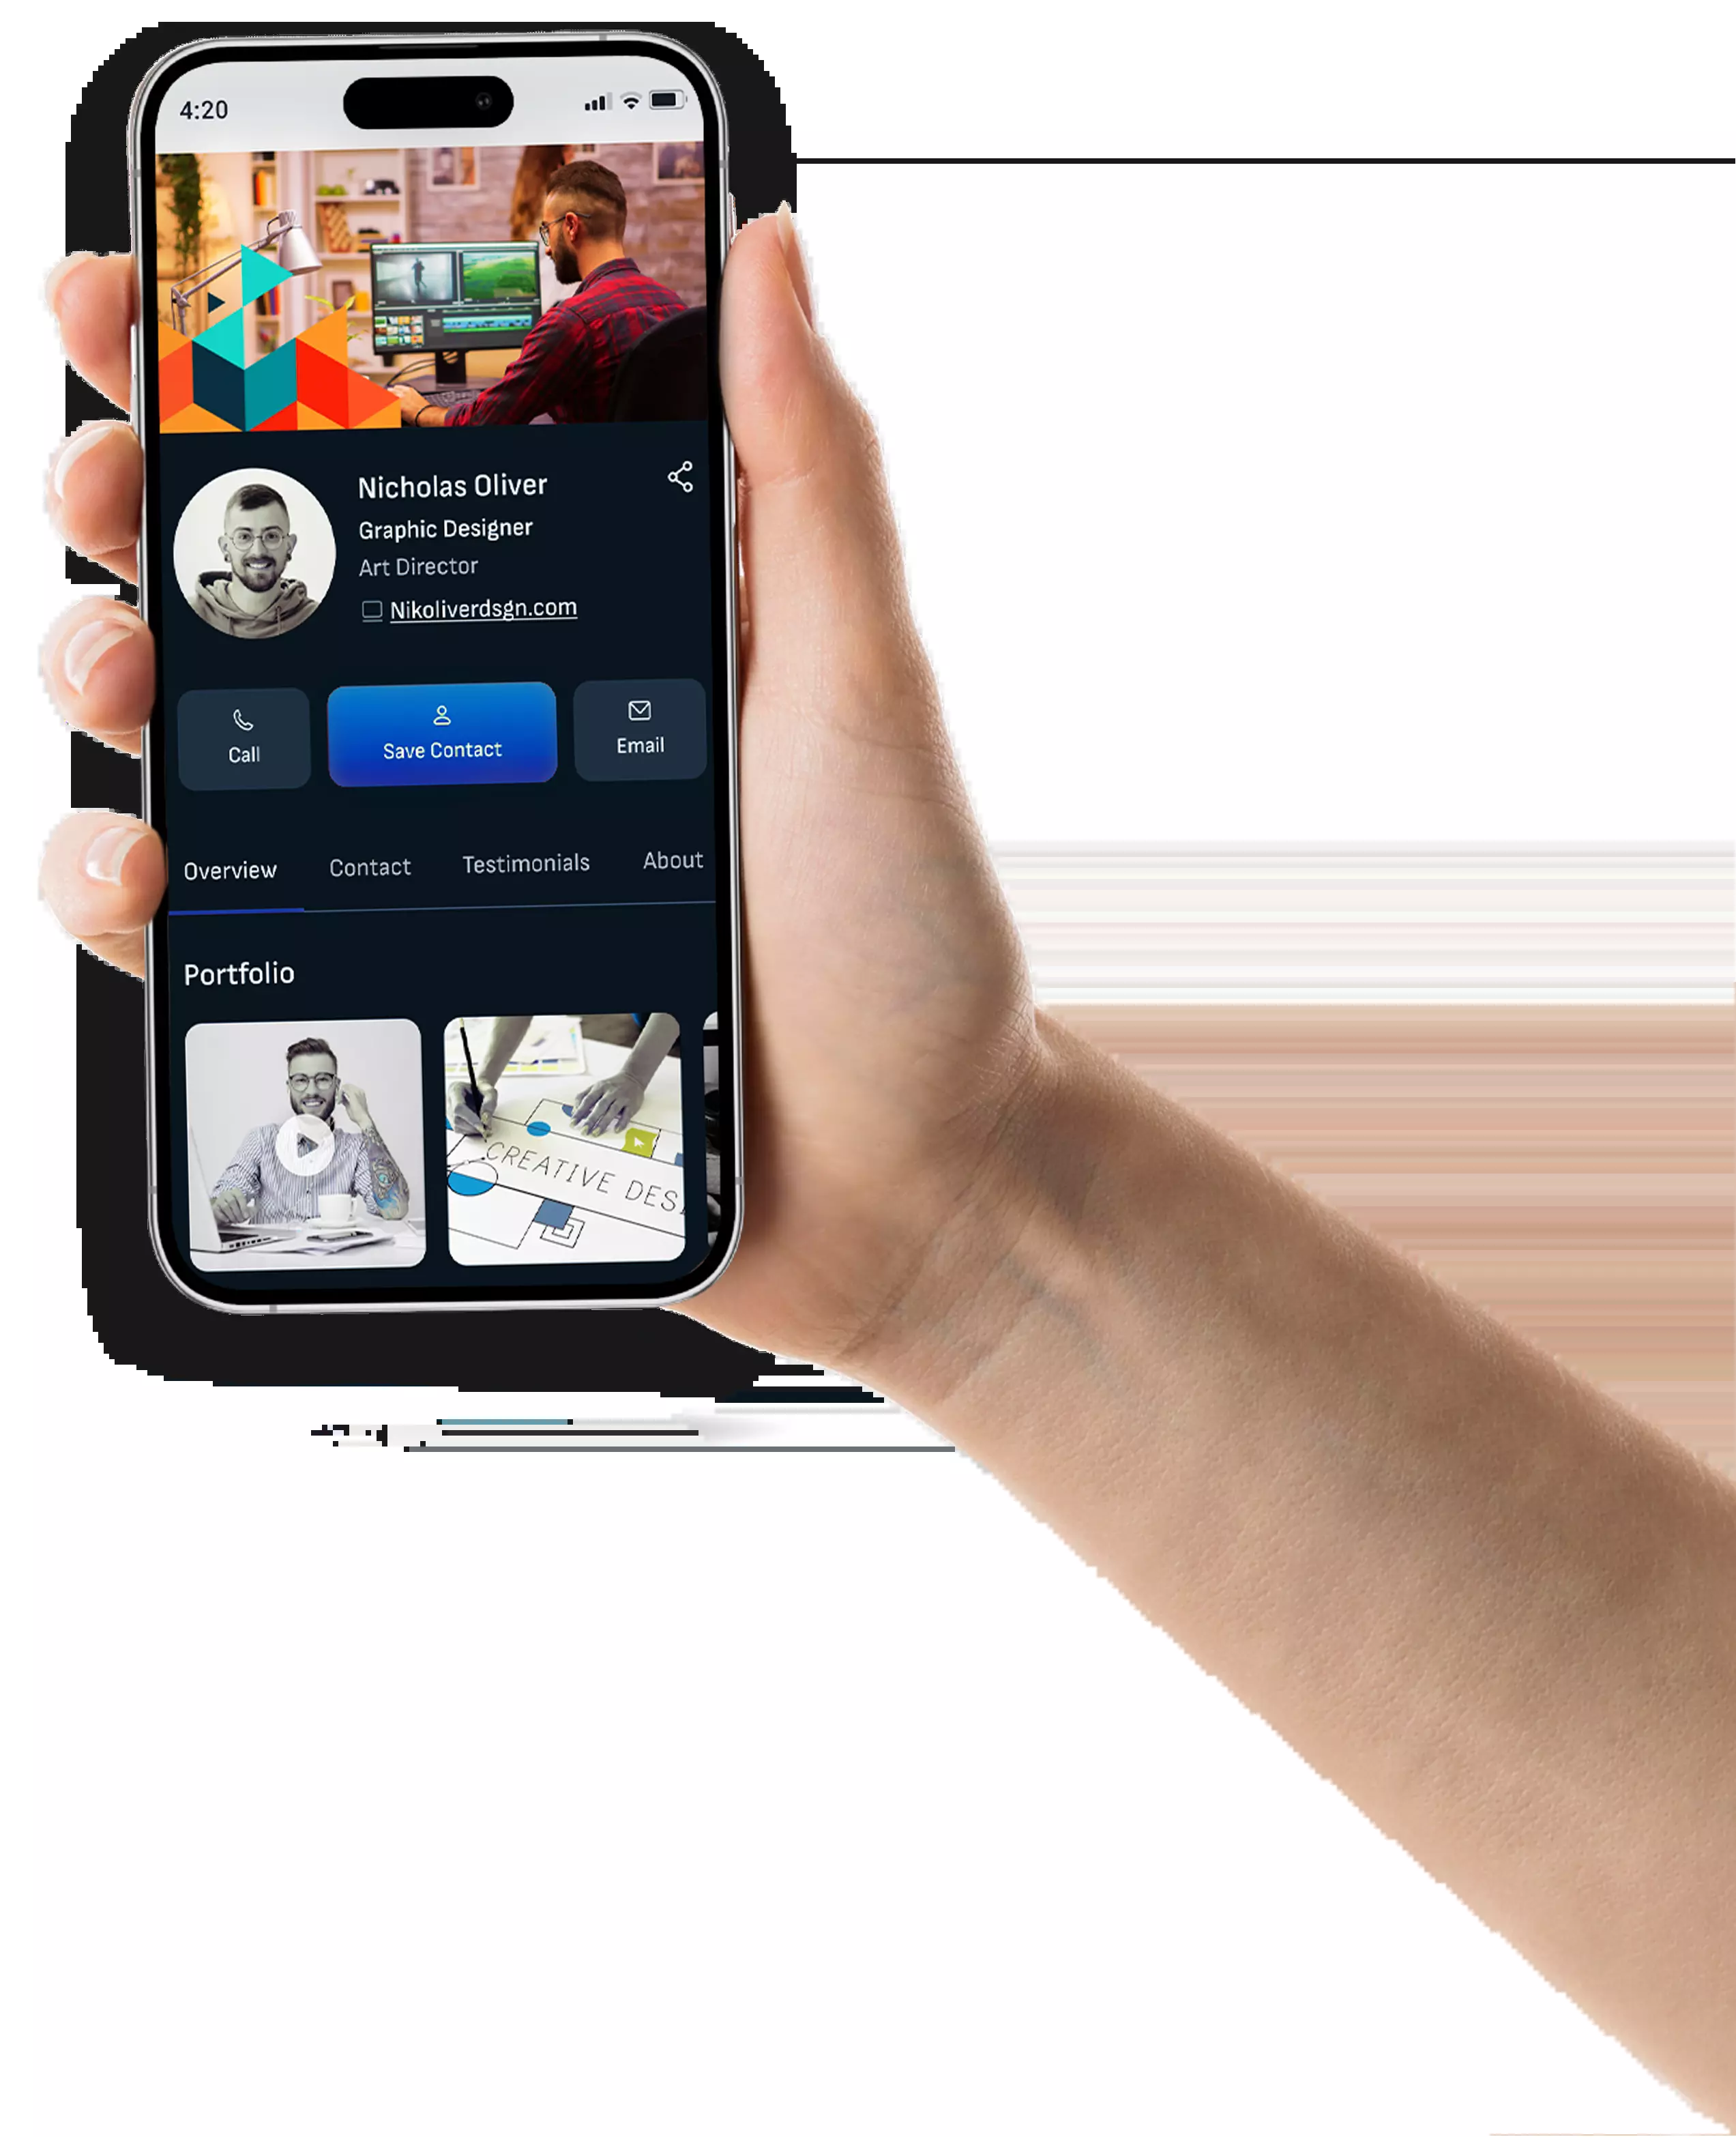 4:20
Nicholas Oliver
Graphic Designer
Art Director
Nikoliverdsgn.com
Call
Save Contact
Email
Overview
Contact
Testimonials
About
Portfolio
CREATIVE DES